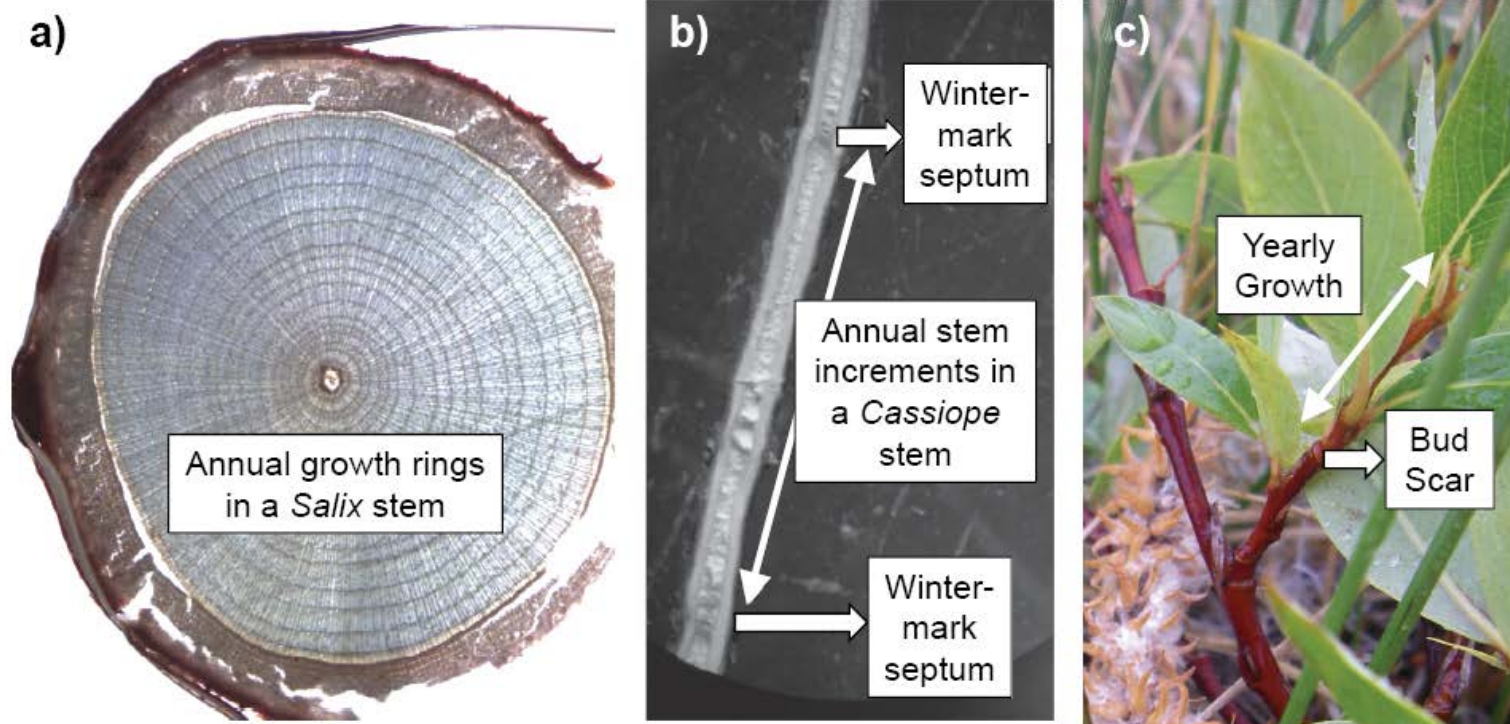 a)
Annual growth rings
in a Salix stem
b)
Winter-
mark
septum
Annual stem
increments in
a Cassiope
stem
Winter-
mark
septum
c)
Yearly
Growth
Bud
Scar